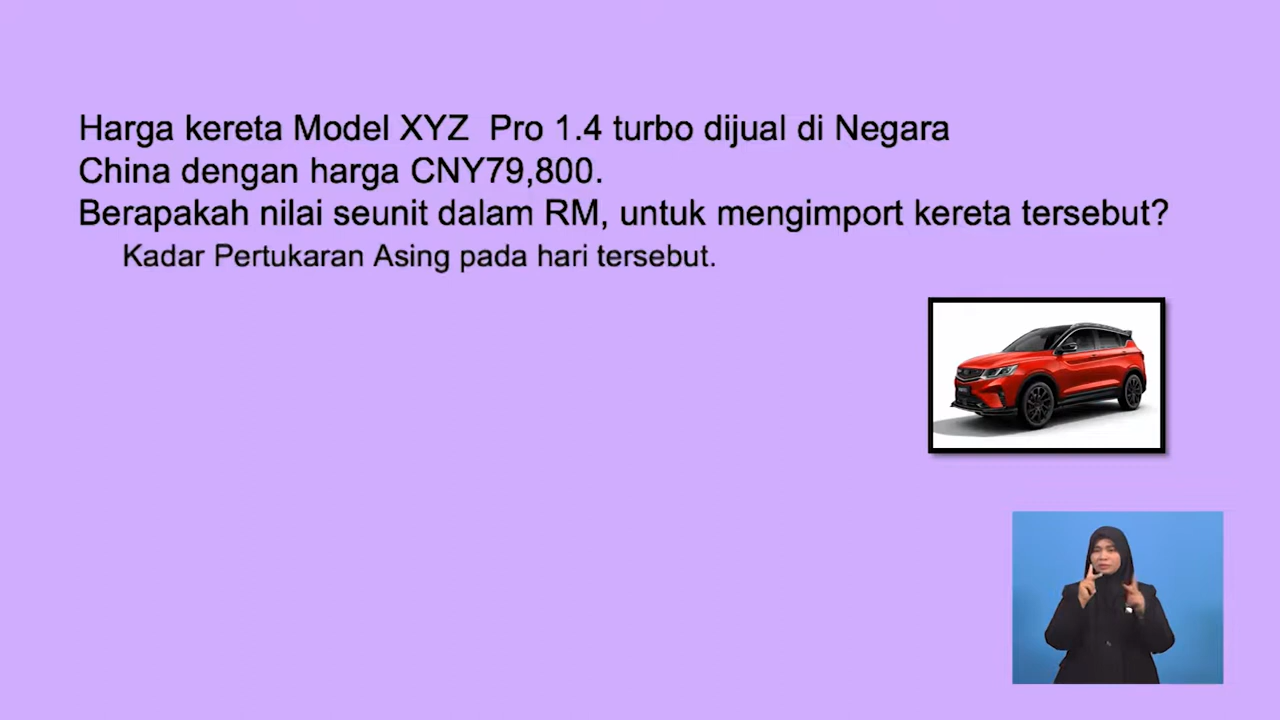 Harga kereta Model XYZ  Pro 1.4 turbo dijual di Negara
China dengan harga CNY79,800.
Berapakah nilai seunit dalam RM, untuk mengimport kereta tersebut?
Kadar Pertukaran Asing pada hari tersebut.